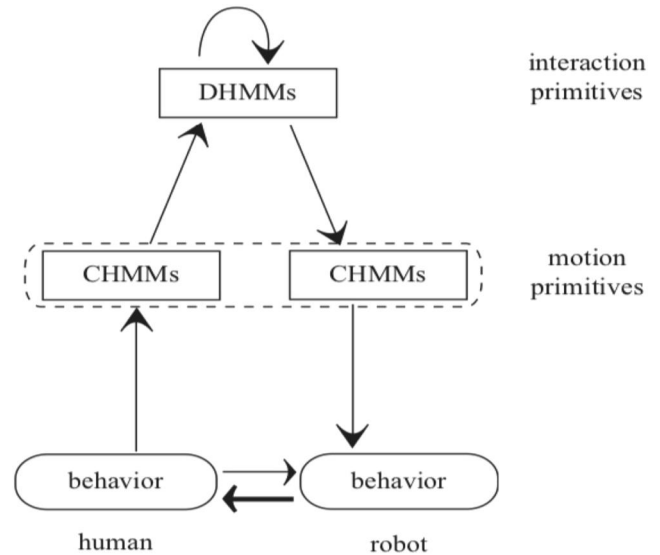 interaction
primitives
DHMMs
CHMMs
CHMMs
motion
primitives
behavior
behavior
human
robot